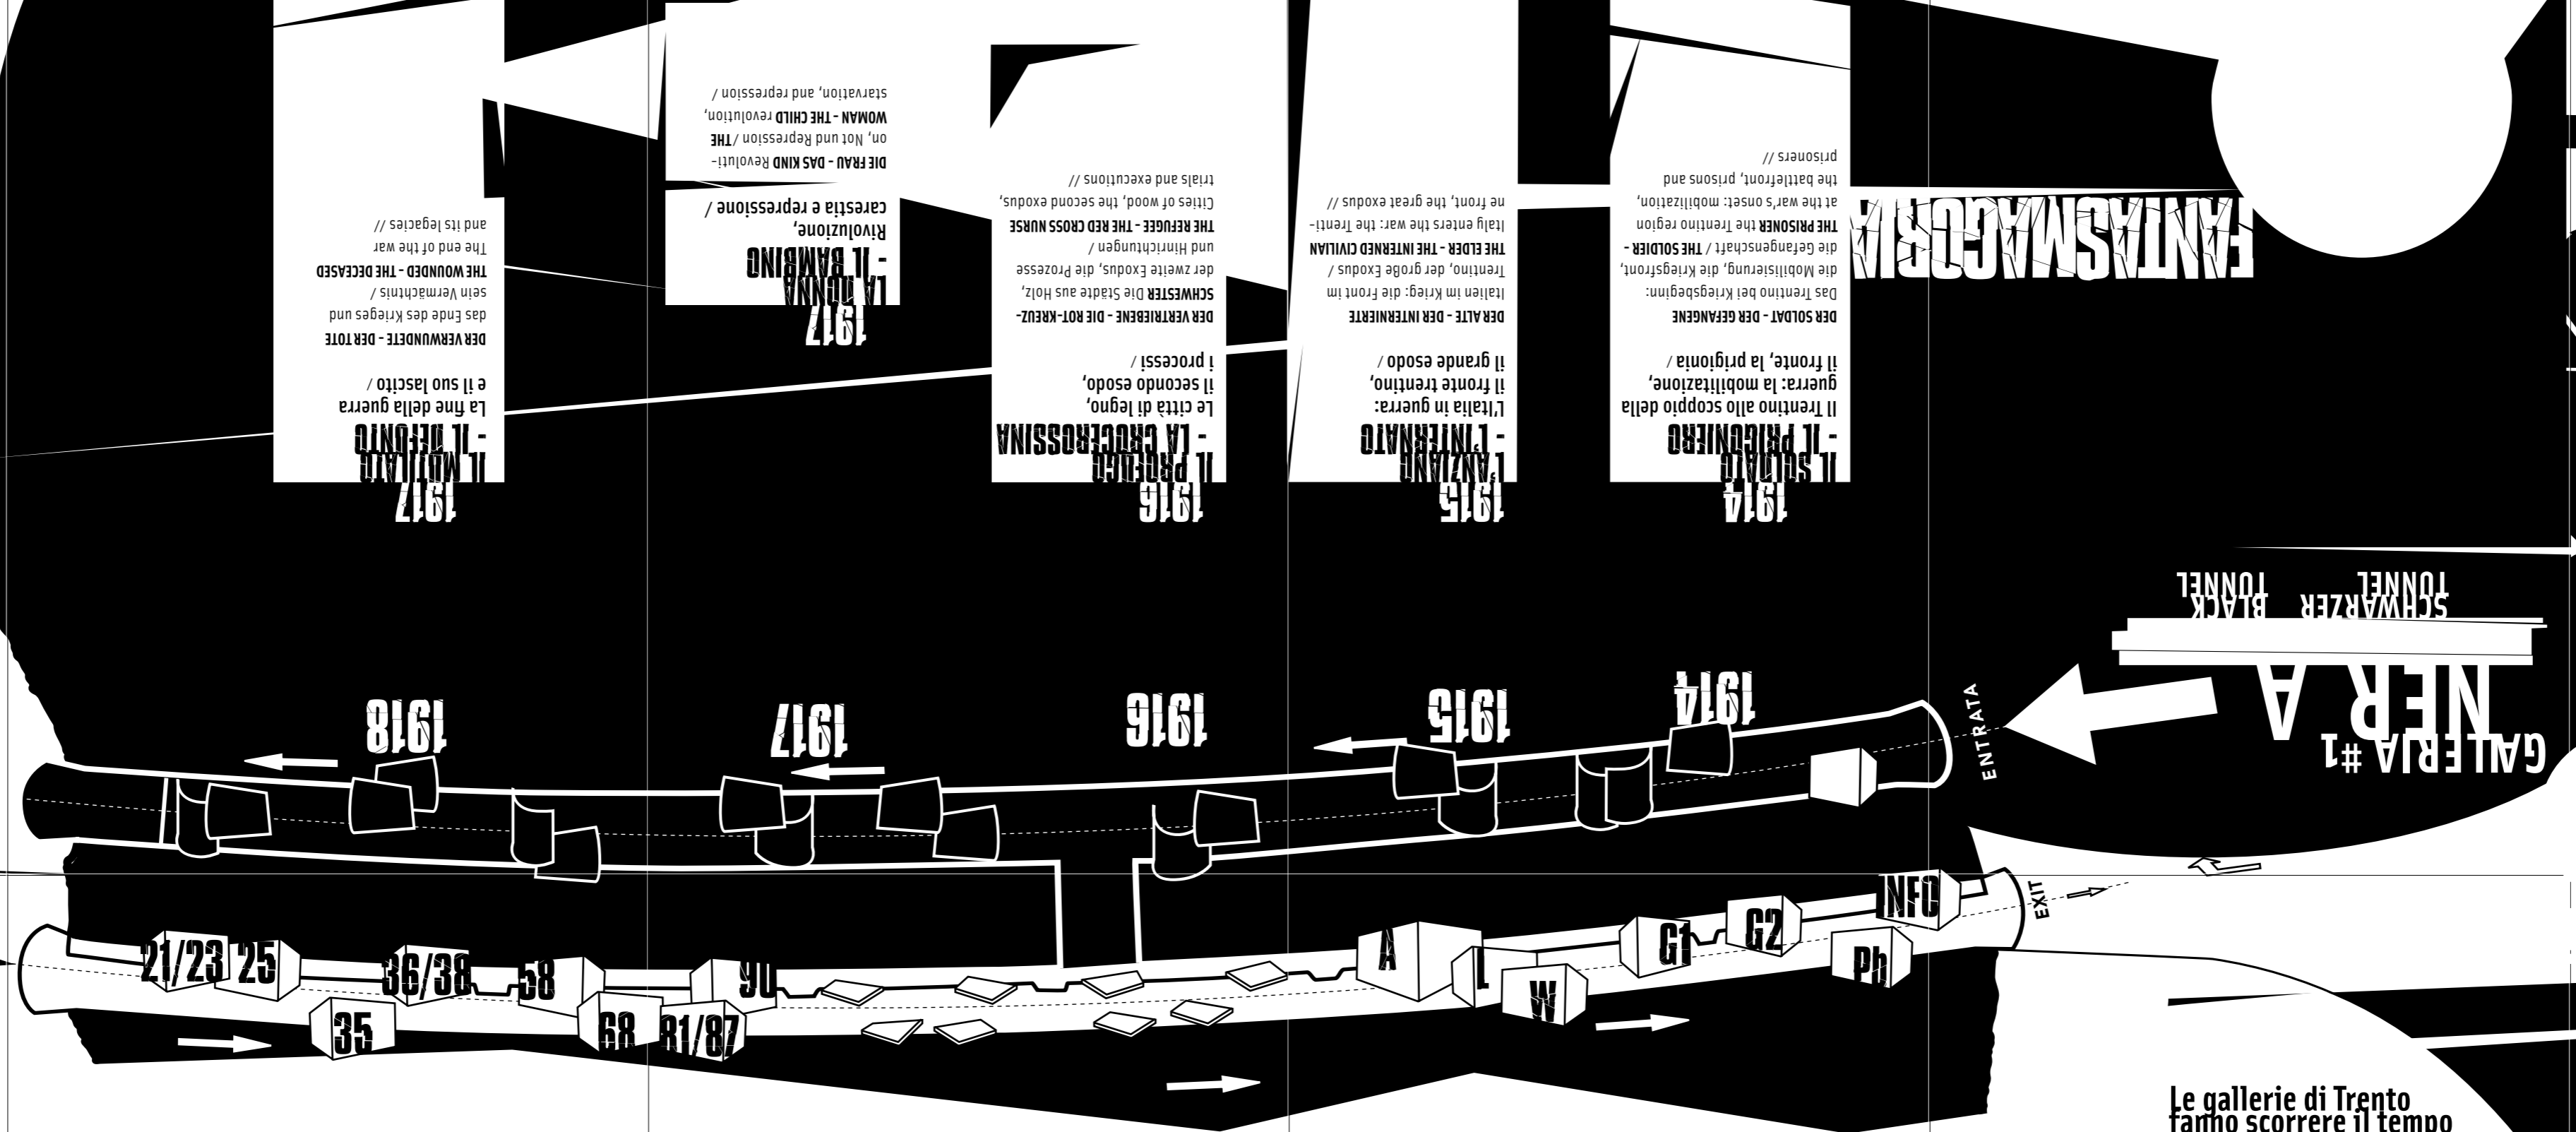 GALLERIA #1
NERA
SCHWARZER
TUNNEL
BLACK
TUNNEL
FANTASMAGORIA
1914
IL SOLDATO
- IL PRIGONIERO
Il Trentino allo scoppio della
guerra: la mobilitazione,
il fronte, la prigionia /
DER SOLDAT - DER GEFANGENE
Das Trentino bei Kriegsbeginn:
die Mobilisierung, die Kriegsfront,
die Gefangenschaft / THE SOLDIER -
THE PRISONER the Trentino region
at the war's onset: mobilization,
the battlefront, prisons and
prisoners //
1915
L'ANZIANO
- L'INTERNATO
L'Italia in guerra:
il fronte trentino,
il grande esodo /
DER ALTE - DER INTERNIERTE
Italien im Krieg: die Front im
Trentino, der große Exodus /
THE ELDER - THE INTERNED CIVILIAN
Italy enters the war: the Trenti-
ne front, the great exodus //
1916
IL PROFUGO
- LA CROCEROSSINA
Le città di legno,
il secondo esodo,
i processi /
DER VERTRIEBENE - DIE ROT-KREUZ-
SCHWESTER Die Städte aus Holz,
der zweite Exodus, die Prozesse
und Hinrichtungen /
THE REFUGEE - THE RED CROSS NURSE
Cities of wood, the second exodus,
trials and executions //
1917
LA DONNA
- IL BAMBINO
Rivoluzione,
carestia e repressione /
DIE FRAU - DAS KIND Revoluti-
on, Not und Repression / THE
WOMAN - THE CHILD revolution,
starvation, and repression /
1917
IL MUTILATO
- IL DEFUNTO
La fine della guerra
e il suo lascito /
DER VERWUNDETE - DER TOTE
das Ende des Krieges und
sein Vermächtnis /
THE WOUNDED - THE DECEASED
The end of the war
and its legacies //
1914
1915
1916
1917
1918
ENTRATA
EXIT
21/23
25
35
36/38
58
68
81/87
90
A
L
W
G1
G2
Ph
INFO
Le gallerie di Trento
fanno scorrere il tempo